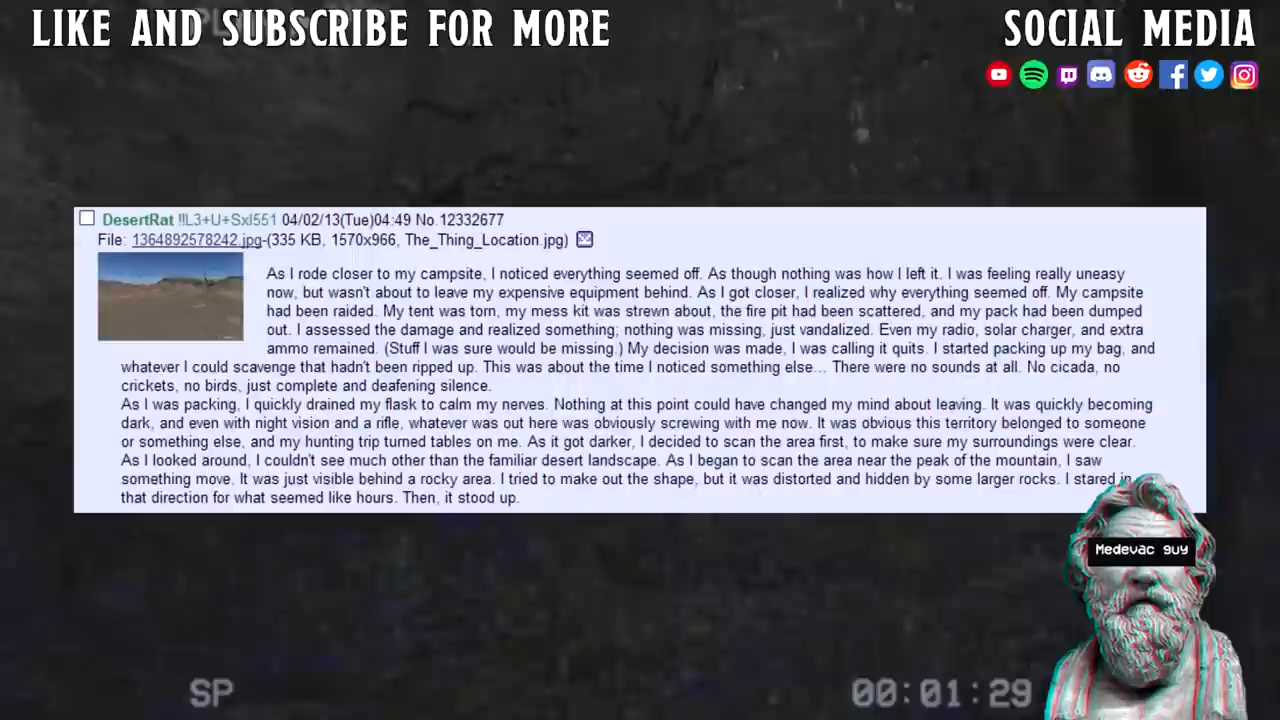 LIKE AND SUBSCRIBE FOR MORE
SOCIAL MEDIA
DesertRat !!L3+U+Sxl551 04/02/13(Tue)04:49 No.12332677
File: 1364892578242.jpg-(335 KB, 1570x966, The_Thing_Location.jpg)
As I rode closer to my campsite, I noticed everything seemed off. As though nothing was how I left it. I was feeling really uneasy
now, but wasn't about to leave my expensive equipment behind. As I got closer, I realized why everything seemed off. My campsite
had been raided. My tent was torn, my mess kit was strewn about, the fire pit had been scattered, and my pack had been dumped
out. I assessed the damage and realized something; nothing was missing, just vandalized. Even my radio, solar charger, and extra
ammo remained. (Stuff I was sure would be missing.) My decision was made, I was calling it quits. I started packing up my bag, and
whatever I could scavenge that hadn't been ripped up. This was about the time I noticed something else... There were no sounds at all. No cicada, no
crickets, no birds, just complete and deafening silence.
As I was packing, I quickly drained my flask to calm my nerves. Nothing at this point could have changed my mind about leaving. It was quickly becoming
dark, and even with night vision and a rifle, whatever was out here was obviously screwing with me now. It was obvious this territory belonged to someone
or something else, and my hunting trip turned tables on me. As it got darker, I decided to scan the area first, to make sure my surroundings were clear.
As I looked around, I couldn't see much other than the familiar desert landscape. As I began to scan the area near the peak of the mountain, I saw
something move. It was just visible behind a rocky area. I tried to make out the shape, but it was distorted and hidden by some larger rocks. I stared in
that direction for what seemed like hours. Then, it stood up.
Medevac guy
SP
00:01:29